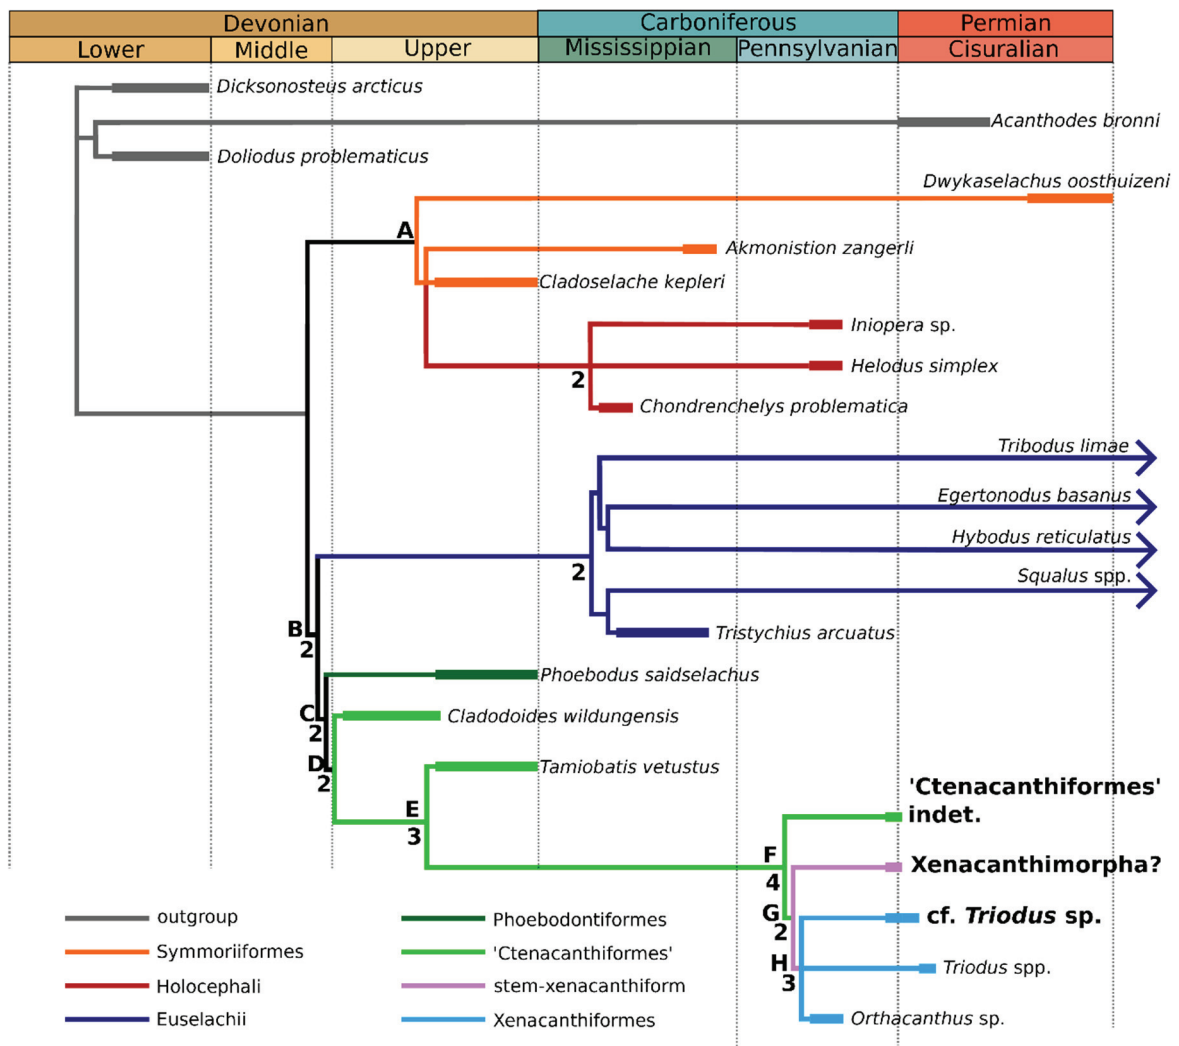 Devonian Carboniferous Permian
Lower Middle Upper Mississippian Pennsylvanian Cisuralian
Dicksonosteus arcticus
Acanthodes bronni
Doliodus problematicus
Dwykaselachus oosthuizeni
A
Akmonistion zangerli
Cladoselache kepleri
Iniopera sp.
Helodus simplex
2
Chondrenchelys problematica
Tribodus limae
Egertonodus basanus
Hybodus reticulatus
2
Squalus spp.
B
Tristychius arcuatus
2
Phoebodus saidselachus
C
Cladodoides wildungensis
2
D
Tamiobatis vetustus
2
'Ctenacanthiformes'
indet.
E
3
F
Xenacanthimorpha?
4
G
cf. Triodus sp.
2
H
Triodus spp.
3
Orthacanthus sp.
outgroup
Symmoriiformes
Holocephali
Euselachii
Phoebodontiformes
'Ctenacanthiformes'
stem-xenacanthiform
Xenacanthiformes